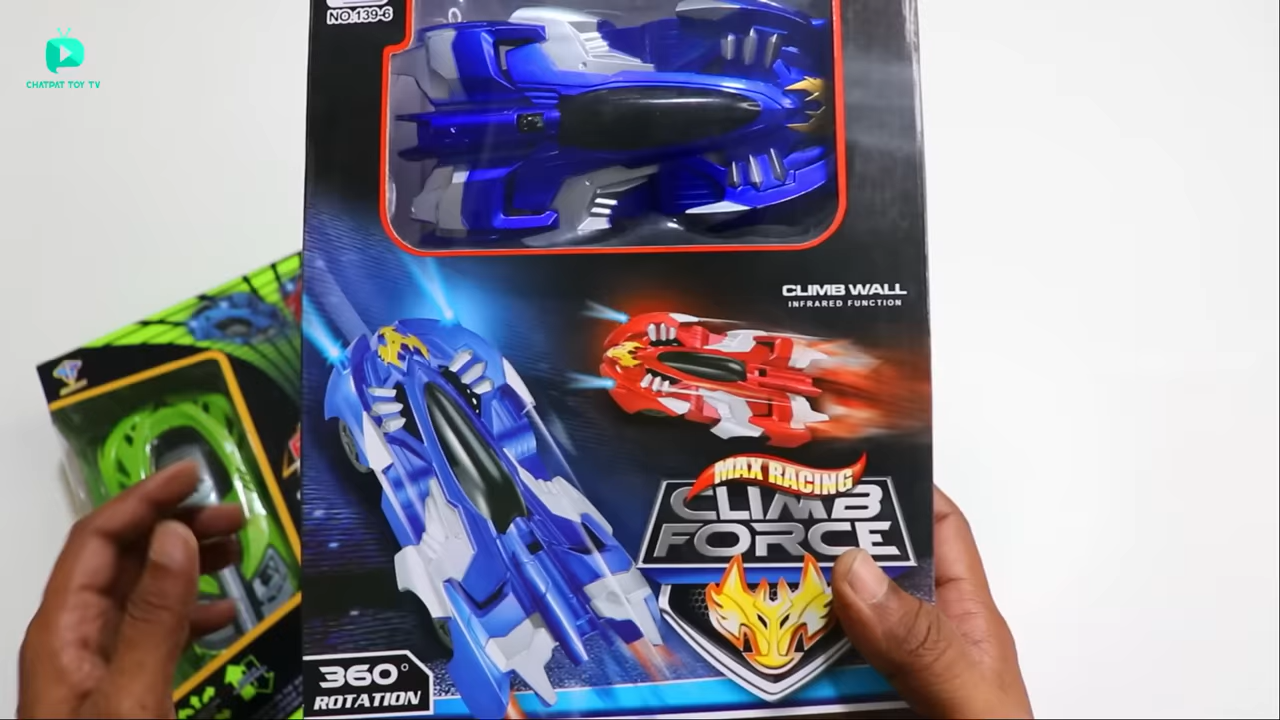 NO.139-6
CHATPAT TOY TV
CLIMB WALL
INFRARED FUNCTION
MAX RACING
CLIMB
FORCE
360°
ROTATION